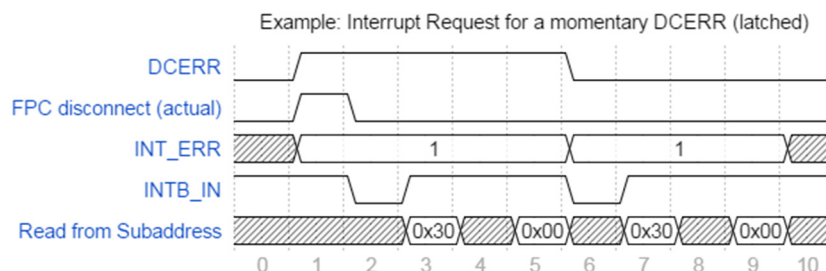 Example: Interrupt Request for a momentary DCERR (latched)
DCERR
FPC disconnect (actual)
INT_ERR 1 1
INTB_IN
Read from Subaddress 0x30 0x00 0x30 0x00
0 1 2 3 4 5 6 7 8 9 10